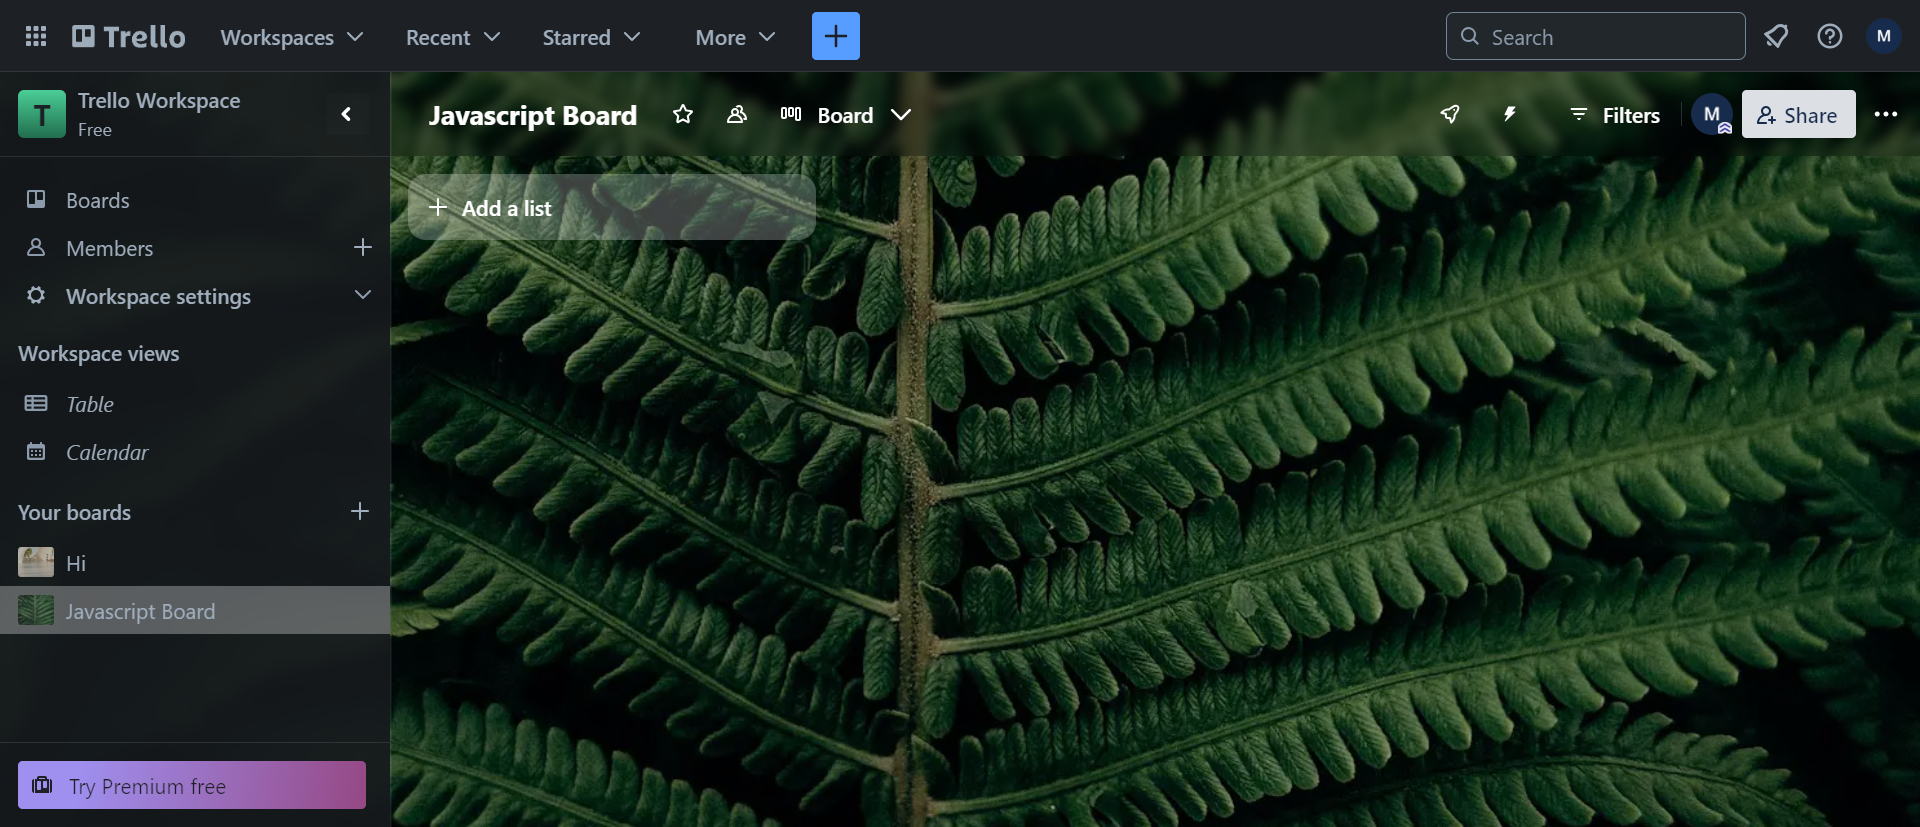 Trello
Workspaces
Recent
Starred
More
Search
M
T
Trello Workspace
Free
Javascript Board
Board
Filters
M
Share
Boards
Members
Workspace settings
Add a list
Workspace views
Table
Calendar
Your boards
Hi
Javascript Board
Try Premium free